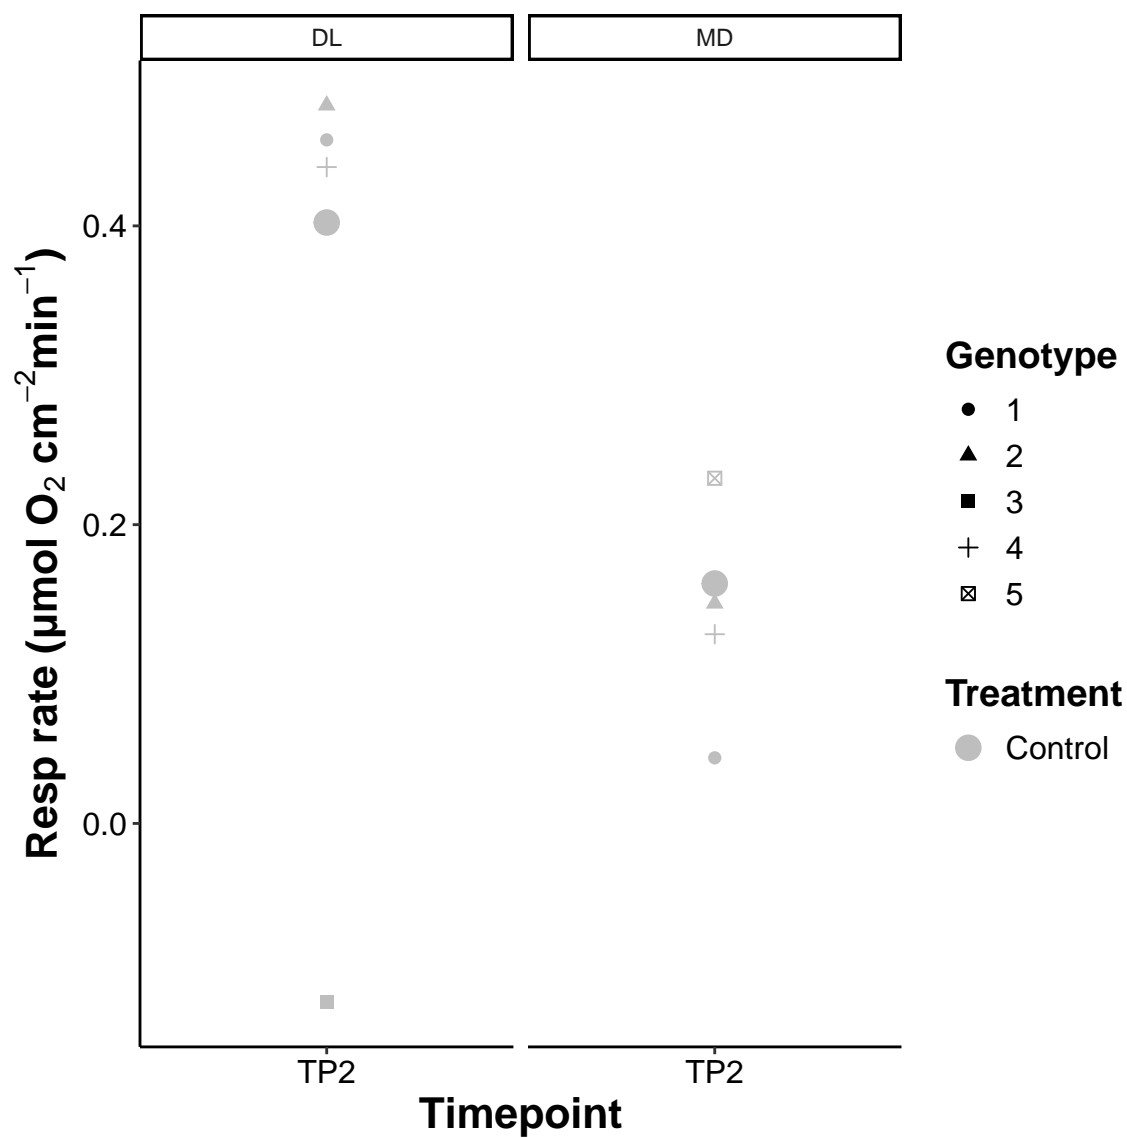 DL
MD
0.4
0.2
0.0
Resp rate (μmol O₂ cm⁻²min⁻¹)
TP2
TP2
Timepoint
Genotype
1
2
3
4
5
Treatment
Control